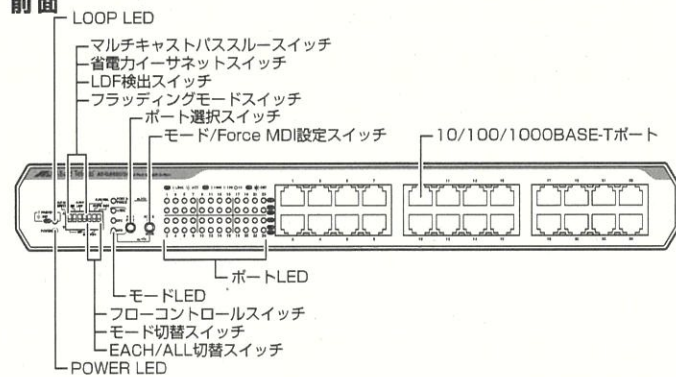 前面
LOOP LED
マルチキャストパススルースイッチ
省電力イーサネットスイッチ
LDF検出スイッチ
フラッディングモードスイッチ
ポート選択スイッチ
モード/Force MDI設定スイッチ
10/100/1000BASE-Tポート
ポートLED
モードLED
フローコントロールスイッチ
モード切替スイッチ
EACH/ALL切替スイッチ
POWER LED